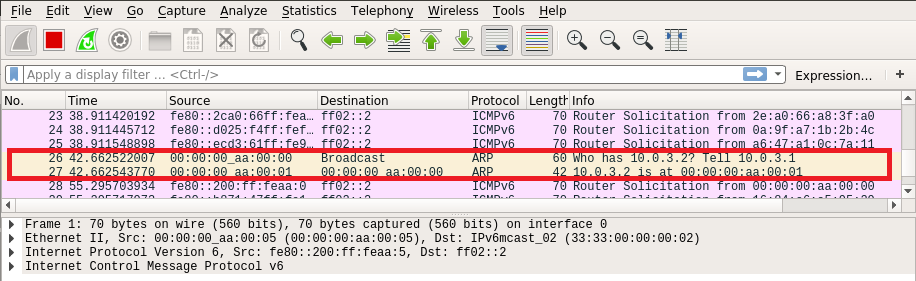 File Edit View Go Capture Analyze Statistics Telephony Wireless Tools Help
Apply a display filter ... <Ctrl-/> Expression... +
No. Time Source Destination Protocol Length Info
23 38.911420192 fe80::2ca0:66ff:fea… ff02::2 ICMPv6 70 Router Solicitation from 2e:a0:66:a8:3f:a0
24 38.911445712 fe80::d025:f4ff:fef… ff02::2 ICMPv6 70 Router Solicitation from 0a:9f:a7:1b:2b:4c
25 38.911548898 fe80::ecd3:61ff:fe… ff02::2 ICMPv6 70 Router Solicitation from a6:47:a1:0c:7a:11
26 42.662522007 00:00:00_aa:00:00 Broadcast ARP 60 Who has 10.0.3.2? Tell 10.0.3.1
27 42.662543770 00:00:00_aa:00:01 00:00:00_aa:00:00 ARP 42 10.0.3.2 is at 00:00:00:aa:00:01
28 55.295703934 fe80::200:ff:feaa:0 ff02::2 ICMPv6 70 Router Solicitation from 00:00:00:aa:00:00
Frame 1: 70 bytes on wire (560 bits), 70 bytes captured (560 bits) on interface 0
Ethernet II, Src: 00:00:00_aa:00:05 (00:00:00:aa:00:05), Dst: IPv6mcast_02 (33:33:00:00:00:02)
Internet Protocol Version 6, Src: fe80::200:ff:feaa:5, Dst: ff02::2
Internet Control Message Protocol v6